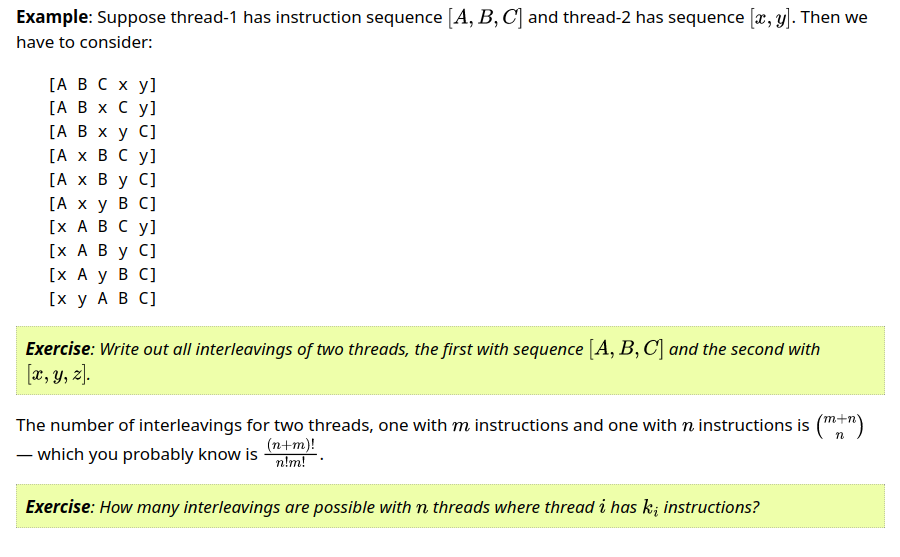 Example: Suppose thread-1 has instruction sequence [A, B, C] and thread-2 has sequence [x, y]. Then we
have to consider:
[A B C x y]
[A B x C y]
[A B x y C]
[A x B C y]
[A x B y C]
[A x y B C]
[x A B C y]
[x A B y C]
[x A y B C]
[x y A B C]
Exercise: Write out all interleavings of two threads, the first with sequence [A, B, C] and the second with
[x, y, z].
The number of interleavings for two threads, one with m instructions and one with n instructions is (m+n n)
— which you probably know is (n+m)!/n!m! .
Exercise: How many interleavings are possible with n threads where thread i has kᵢ instructions?